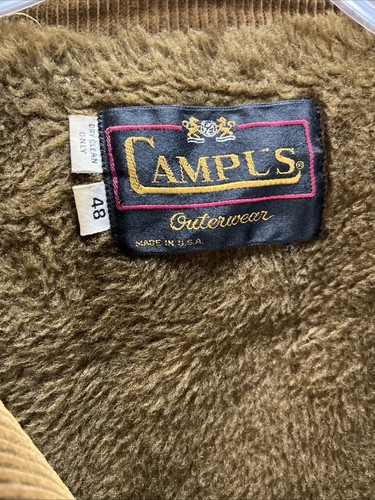 DRY CLEAN
ONLY
48
CAMPUS®
Outerwear
MADE IN U.S.A.